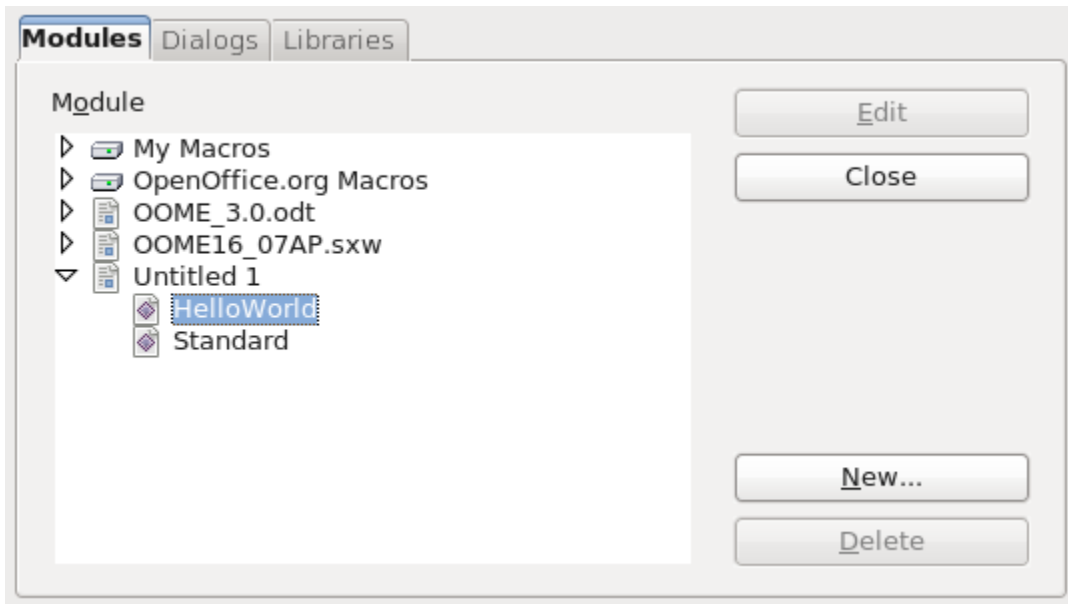 Modules Dialogs Libraries
Module
My Macros
OpenOffice.org Macros
OOME_3.0.odt
OOME16_07AP.sxw
Untitled 1
HelloWorld
Standard
Edit
Close
New...
Delete